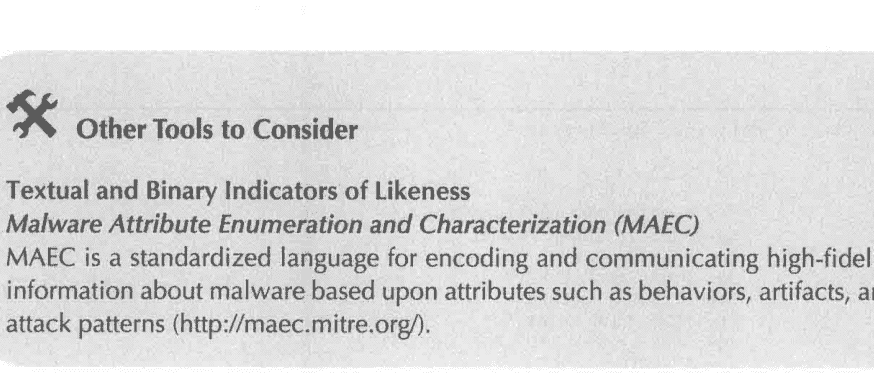 Other Tools to Consider
Textual and Binary Indicators of Likeness
Malware Attribute Enumeration and Characterization (MAEC)
MAEC is a standardized language for encoding and communicating high-fidel
information about malware based upon attributes such as behaviors, artifacts, a
attack patterns (http://maec.mitre.org/).